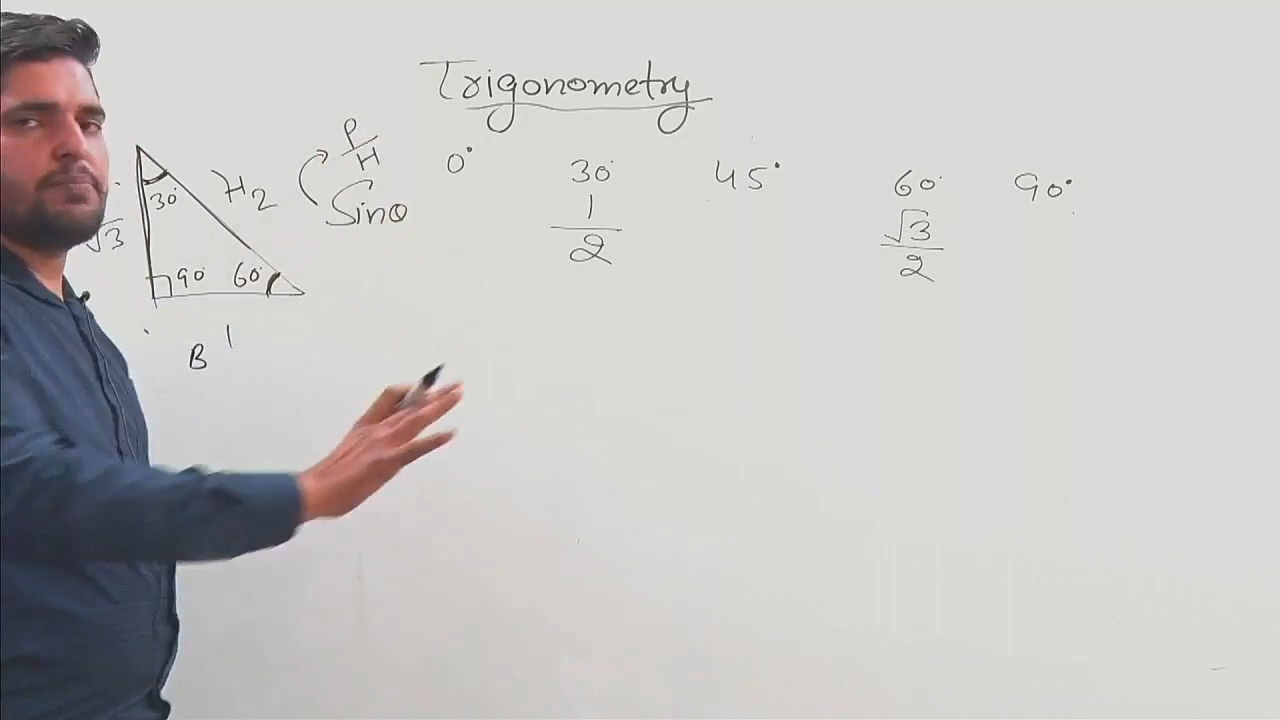 Trigonometry
P/H
0° 30° 45° 60° 90°
Sinθ 1/2 √3/2
30° H 2
√3
90° 60°
B 1